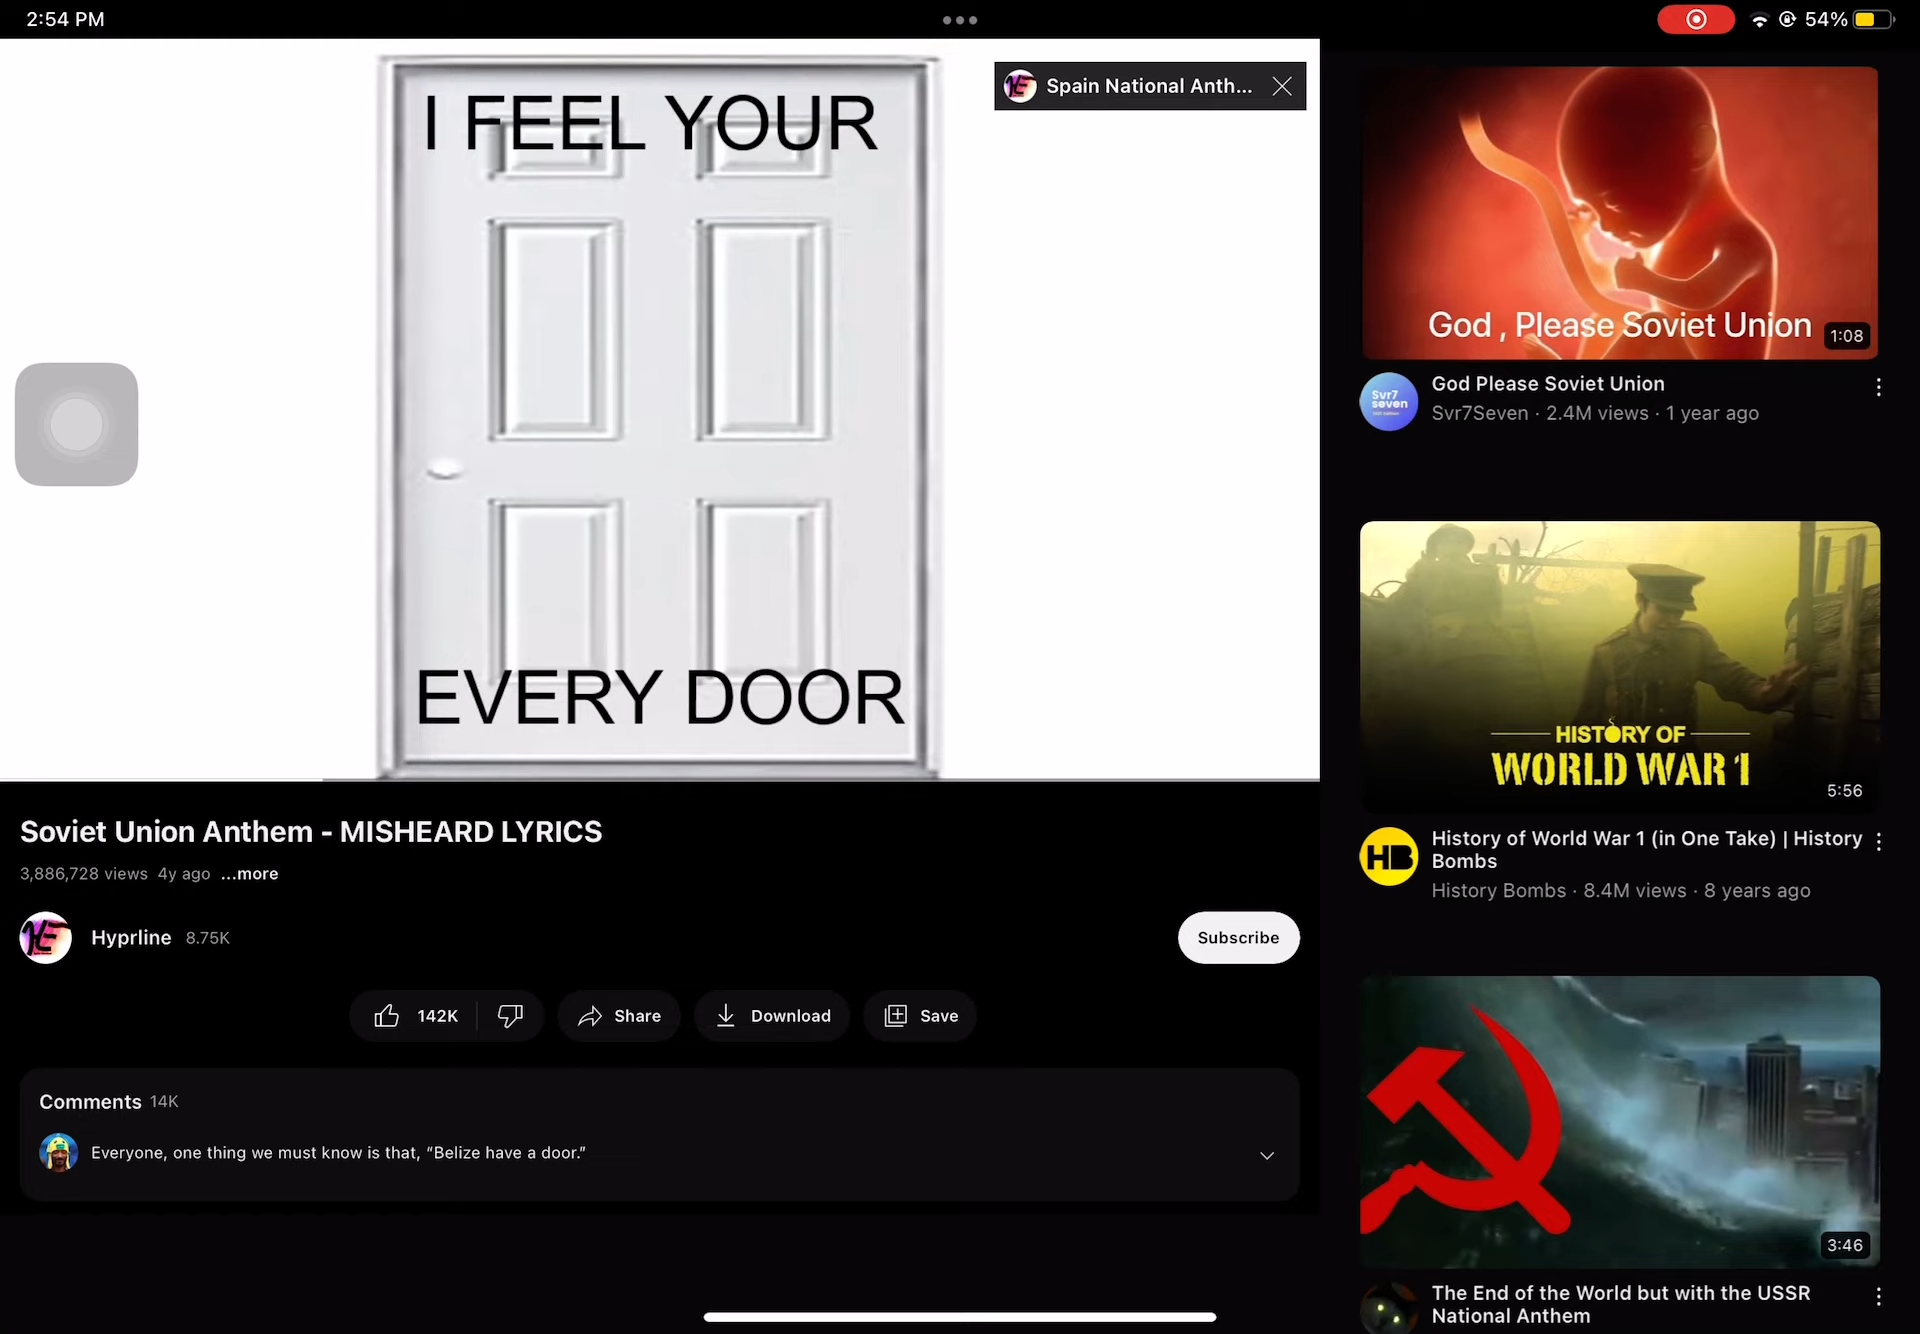 2:54 PM
54%
I FEEL YOUR
EVERY DOOR
Spain National Anth...
Soviet Union Anthem - MISHEARD LYRICS
3,886,728 views 4y ago ...more
Hyprline 8.75K
Subscribe
142K
Share
Download
Save
Comments 14K
Everyone, one thing we must know is that, “Belize have a door.”
God , Please Soviet Union
1:08
Svr7
seven
God Please Soviet Union
Svr7Seven · 2.4M views · 1 year ago
HISTORY OF
WORLD WAR 1
5:56
HB
History of World War 1 (in One Take) | History
Bombs
History Bombs · 8.4M views · 8 years ago
3:46
The End of the World but with the USSR
National Anthem